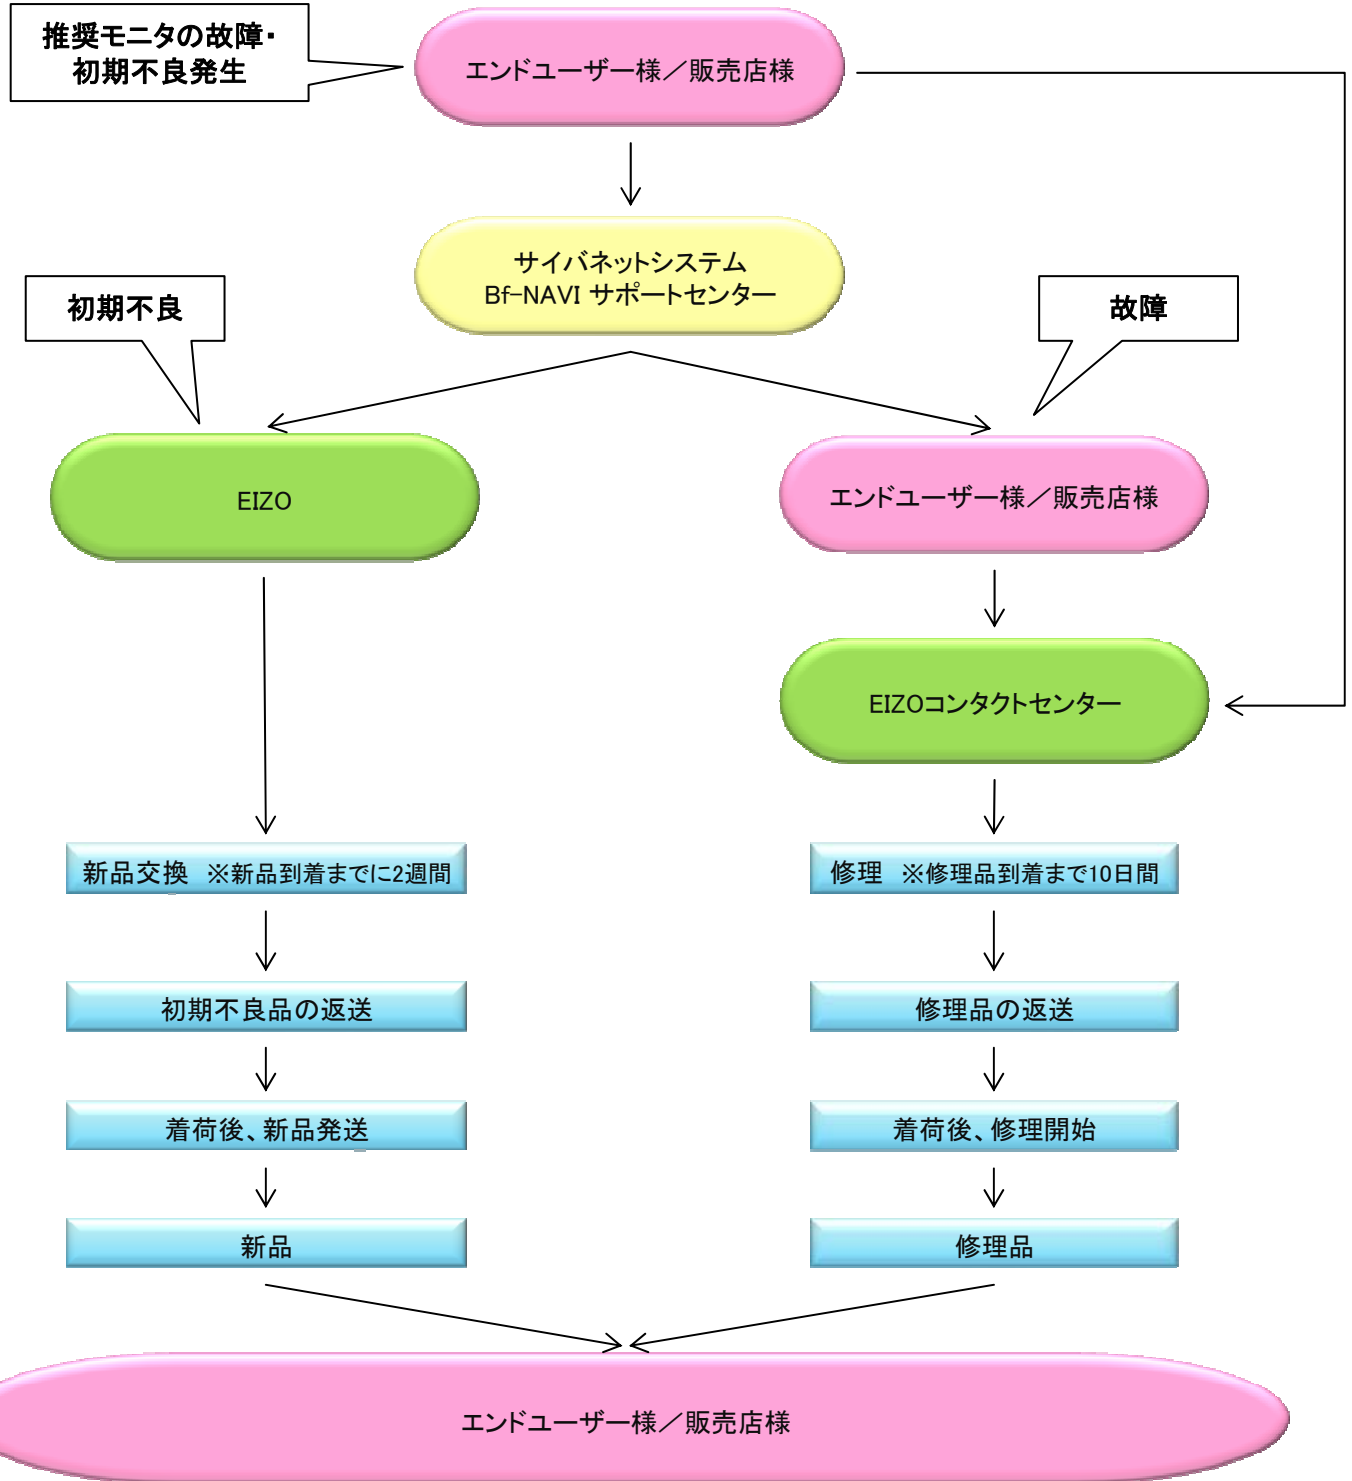 推奨モニタの故障・
初期不良発生
エンドユーザー様／販売店様
サイバネットシステム
Bf-NAVI サポートセンター
初期不良
故障
EIZO
エンドユーザー様／販売店様
EIZOコンタクトセンター
新品交換 ※新品到着までに2週間
修理 ※修理品到着まで10日間
初期不良品の返送
修理品の返送
着荷後、新品発送
着荷後、修理開始
新品
修理品
エンドユーザー様／販売店様